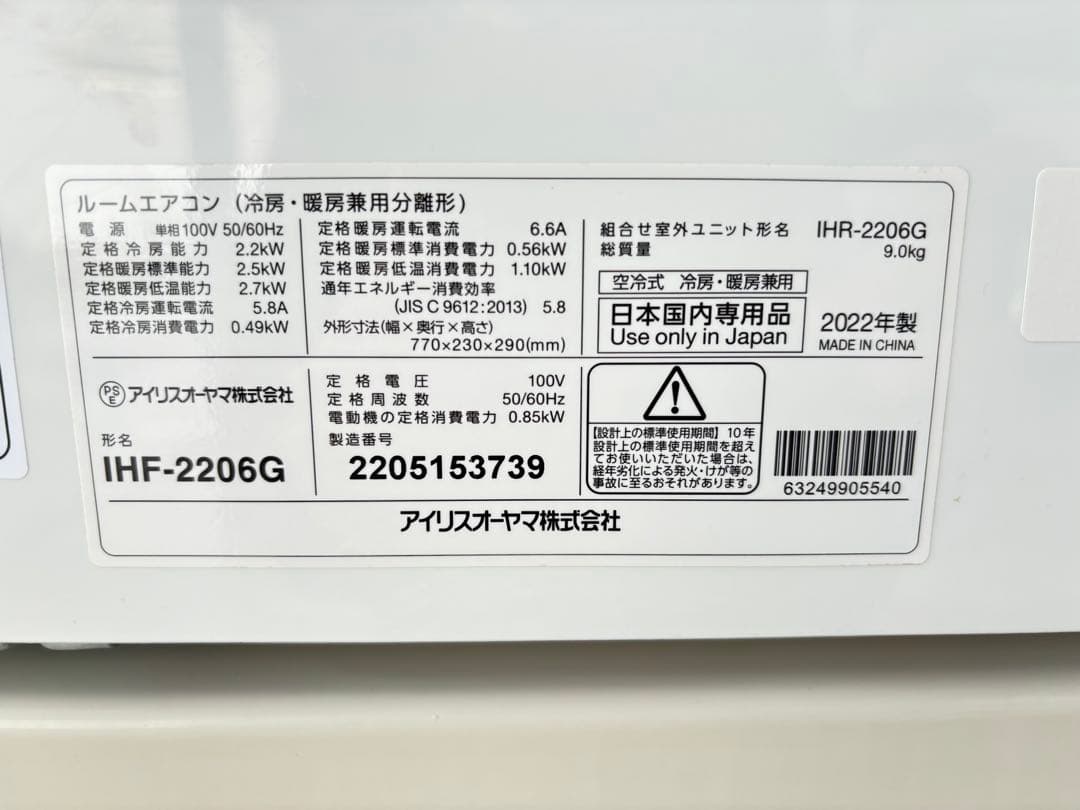 ルームエアコン（冷房・暖房兼用分離形）
電源 単相100V 50/60Hz
定格冷房能力 2.2kW
定格暖房標準能力 2.5kW
定格暖房低温能力 2.7kW
定格冷房運転電流 5.8A
定格冷房消費電力 0.49kW
定格暖房運転電流 6.6A
定格暖房標準消費電力 0.56kW
定格暖房低温消費電力 1.10kW
通年エネルギー消費効率
(JIS C 9612:2013) 5.8
外形寸法(幅×奥行×高さ)
770×230×290(mm)
組合せ室外ユニット形名 IHR-2206G
総質量 9.0kg
空冷式 冷房・暖房兼用
日本国内専用品
Use only in Japan
2022年製
MADE IN CHINA
PSE アイリスオーヤマ株式会社
形名
IHF-2206G
定格電圧 100V
定格周波数 50/60Hz
電動機の定格消費電力 0.85kW
製造番号
2205153739
【設計上の標準使用期間】10年
設計上の標準使用期間を超え
てお使いいただいた場合は、
経年劣化による発火・けが等の
事故に至るおそれがあります。
63249905540
アイリスオーヤマ株式会社